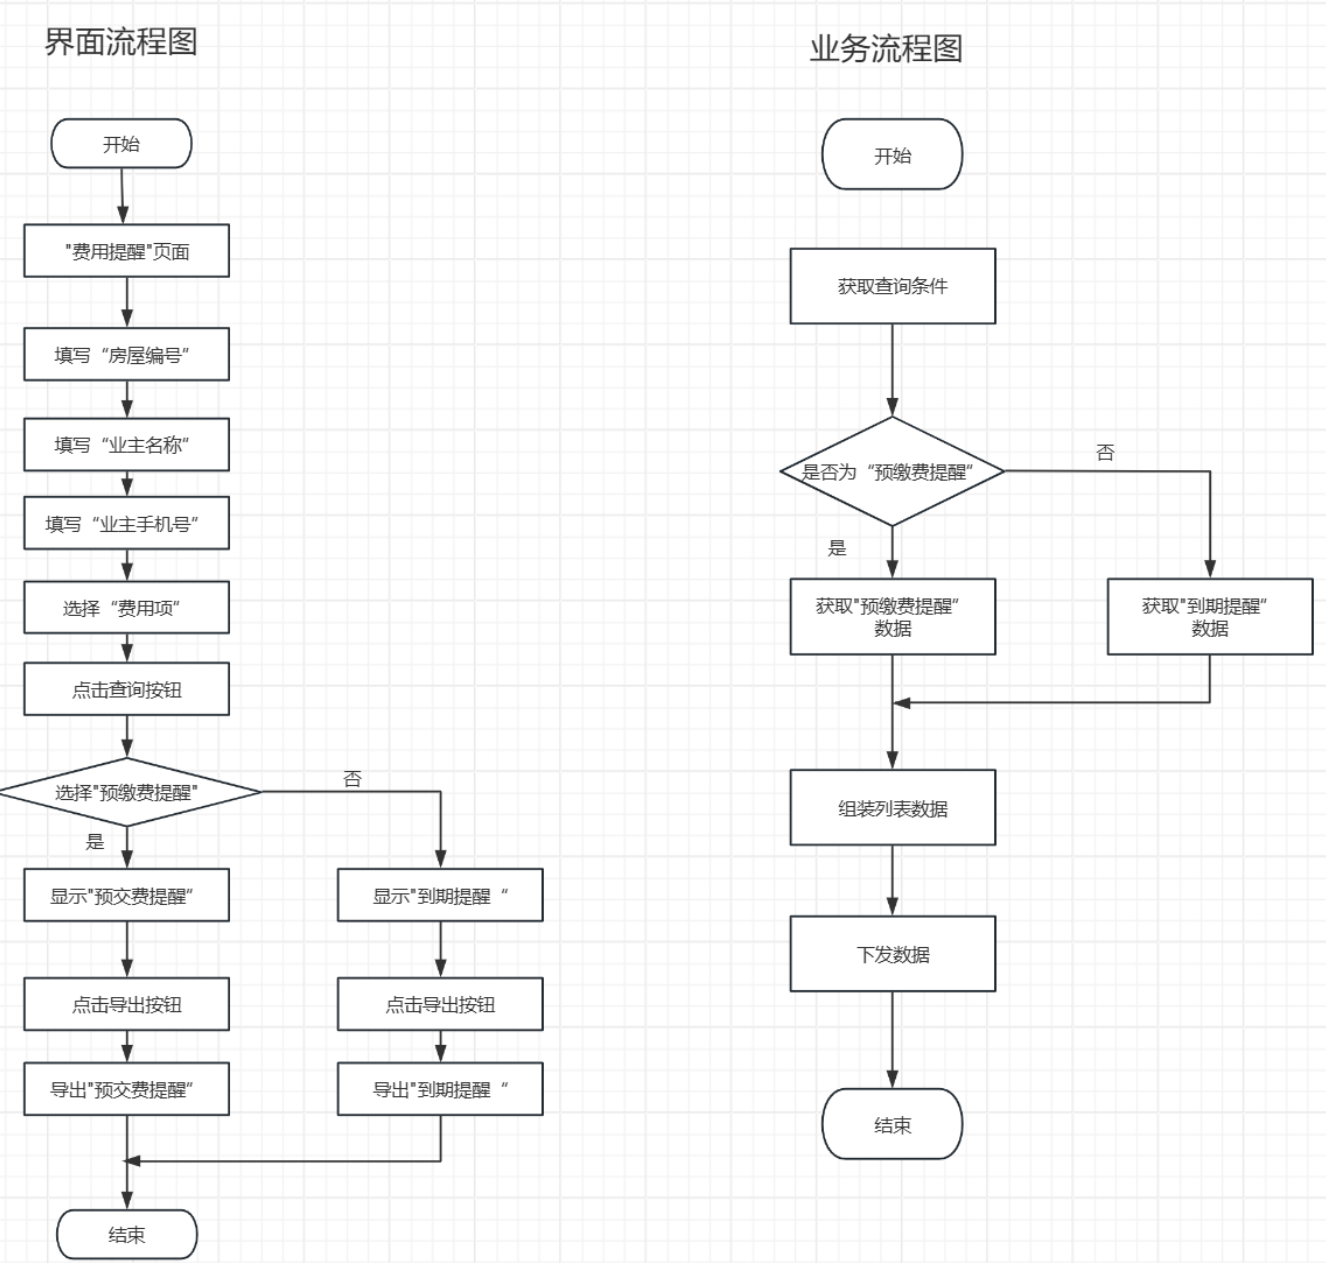 界面流程图
开始
"费用提醒"页面
填写“房屋编号“
填写“业主名称“
填写“业主手机号“
选择“费用项“
点击查询按钮
选择"预缴费提醒"
否
是
显示"预交费提醒“
显示"到期提醒“
点击导出按钮
点击导出按钮
导出"预交费提醒“
导出"到期提醒“
结束
业务流程图
开始
获取查询条件
是否为“预缴费提醒“
否
是
获取"预缴费提醒“
数据
获取"到期提醒“
数据
组装列表数据
下发数据
结束